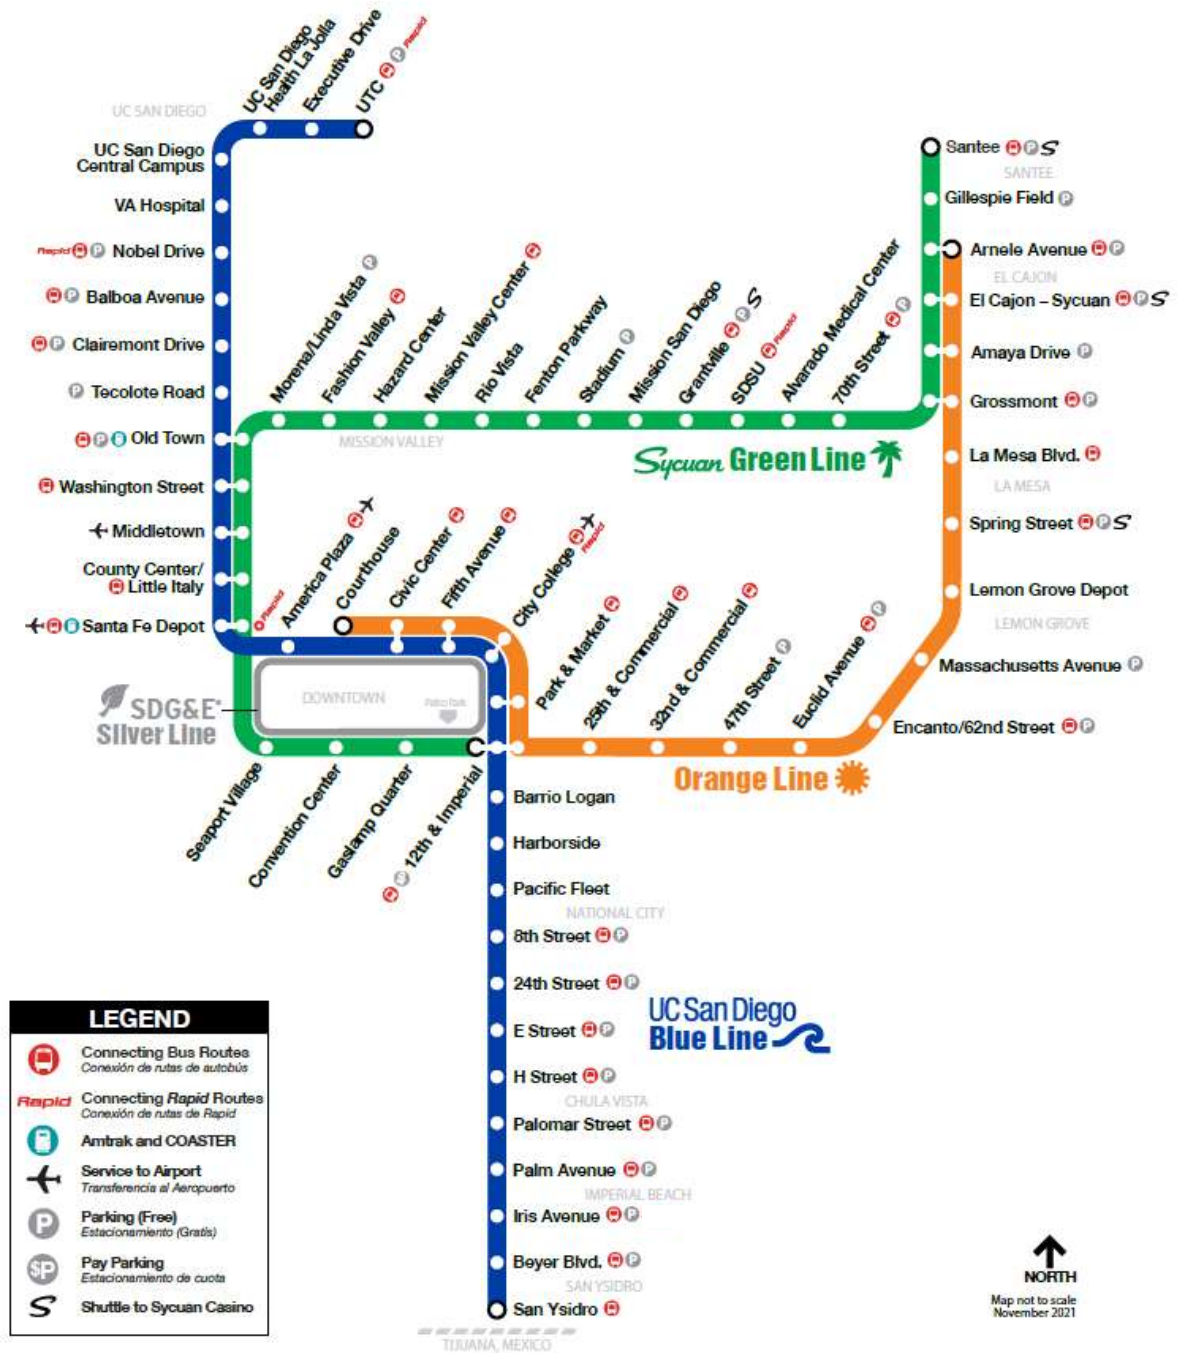 UC San Diego
Health La Jolla
Executive Drive
UTC
Rapid
UC SAN DIEGO
UC San Diego
Central Campus
VA Hospital
Rapid
Nobel Drive
Balboa Avenue
Clairemont Drive
Tecolote Road
Old Town
Washington Street
Middletown
County Center/
Little Italy
Santa Fe Depot
Morena/Linda Vista
Fashion Valley
Hazard Center
Mission Valley Center
Rio Vista
Fenton Parkway
Stadium
Mission San Diego
Grantville
SDSU
Rapid
Alvarado Medical Center
70th Street
MISSION VALLEY
Sycuan Green Line
Santee
SANTEE
Gillespie Field
Arnele Avenue
EL CAJON
El Cajon – Sycuan
Amaya Drive
Grossmont
La Mesa Blvd.
LA MESA
Spring Street
Lemon Grove Depot
LEMON GROVE
Massachusetts Avenue
Encanto/62nd Street
Rapid
America Plaza
Courthouse
Civic Center
Fifth Avenue
City College
Rapid
Park & Market
25th & Commercial
32nd & Commercial
47th Street
Euclid Avenue
DOWNTOWN
SDG&E®
Silver Line
Orange Line
Seaport Village
Convention Center
Gaslamp Quarter
12th & Imperial
Barrio Logan
Harborside
Pacific Fleet
NATIONAL CITY
8th Street
24th Street
E Street
H Street
CHULA VISTA
Palomar Street
Palm Avenue
IMPERIAL BEACH
Iris Avenue
Beyer Blvd.
SAN YSIDRO
San Ysidro
TIJUANA, MEXICO
UC San Diego
Blue Line
LEGEND
Connecting Bus Routes
Conexión de rutas de autobús
Rapid
Connecting Rapid Routes
Conexión de rutas de Rapid
Amtrak and COASTER
Service to Airport
Transferencia al Aeropuerto
P
Parking (Free)
Estacionamiento (Gratis)
$P
Pay Parking
Estacionamiento de cuota
S
Shuttle to Sycuan Casino
NORTH
Map not to scale
November 2021